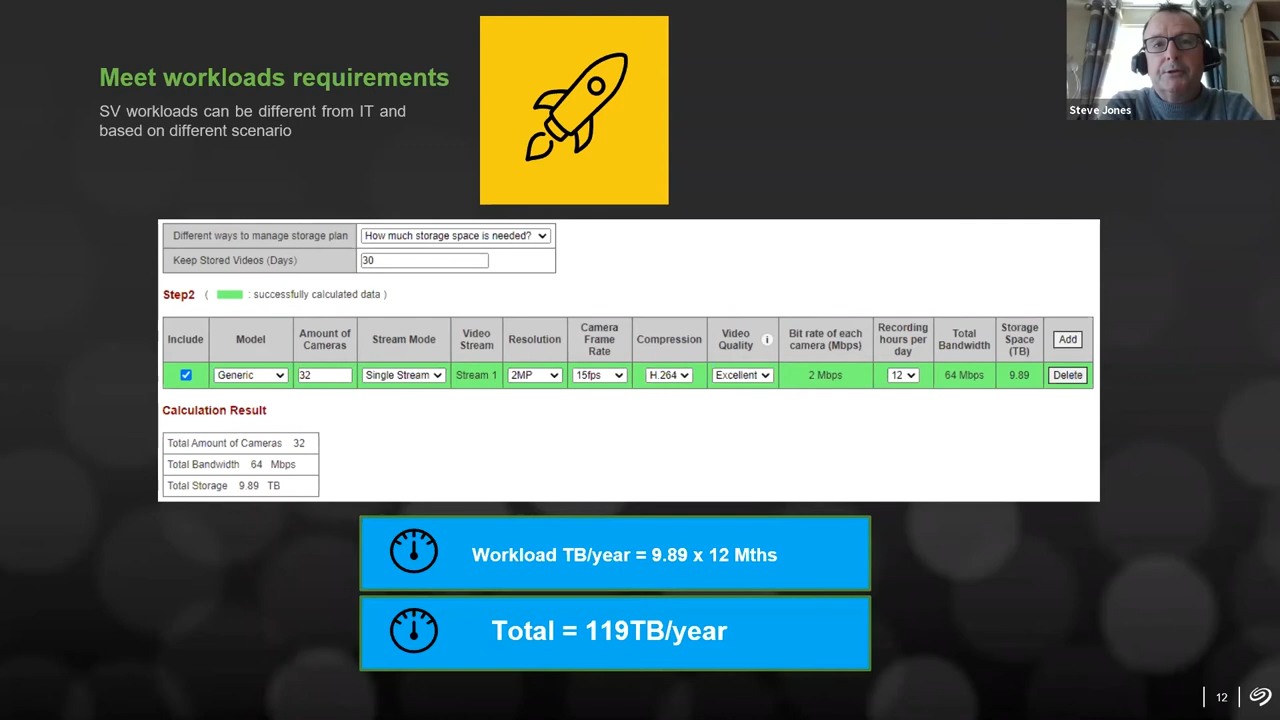 Meet workloads requirements
SV workloads can be different from IT and
based on different scenario
Steve Jones
Different ways to manage storage plan How much storage space is needed?
Keep Stored Videos (Days) 30
Step2 ( : successfully calculated data )
Include Model Amount of Cameras Stream Mode Video Stream Resolution Camera Frame Rate Compression Video Quality i Bit rate of each camera (Mbps) Recording hours per day Total Bandwidth Storage Space (TB) Add
Generic 32 Single Stream Stream 1 2MP 15fps H.264 Excellent 2 Mbps 12 64 Mbps 9.89 Delete
Calculation Result
Total Amount of Cameras 32
Total Bandwidth 64 Mbps
Total Storage 9.89 TB
Workload TB/year = 9.89 x 12 Mths
Total = 119TB/year
12